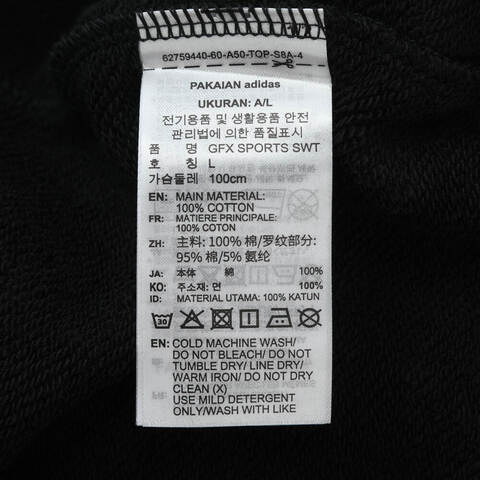 62759440-60-A50-TOP-S8A-4
PAKAIAN adidas
UKURAN: A/L
전기용품 및 생활용품 안전
관리법에 의한 품질표시
품 명 GFX SPORTS SWT
호 칭 L
가슴둘레 100cm
EN: MAIN MATERIAL:
100% COTTON
FR: MATIERE PRINCIPALE:
100% COTON
ZH: 主料: 100% 棉/罗纹部分:
95% 棉/5% 氨纶
JA: 本体 綿 100%
KO: 주소재: 면 100%
ID: MATERIAL UTAMA: 100% KATUN
30
EN: COLD MACHINE WASH/
DO NOT BLEACH/ DO NOT
TUMBLE DRY/ LINE DRY/
WARM IRON/ DO NOT DRY
CLEAN (X)
USE MILD DETERGENT
ONLY/WASH WITH LIKE